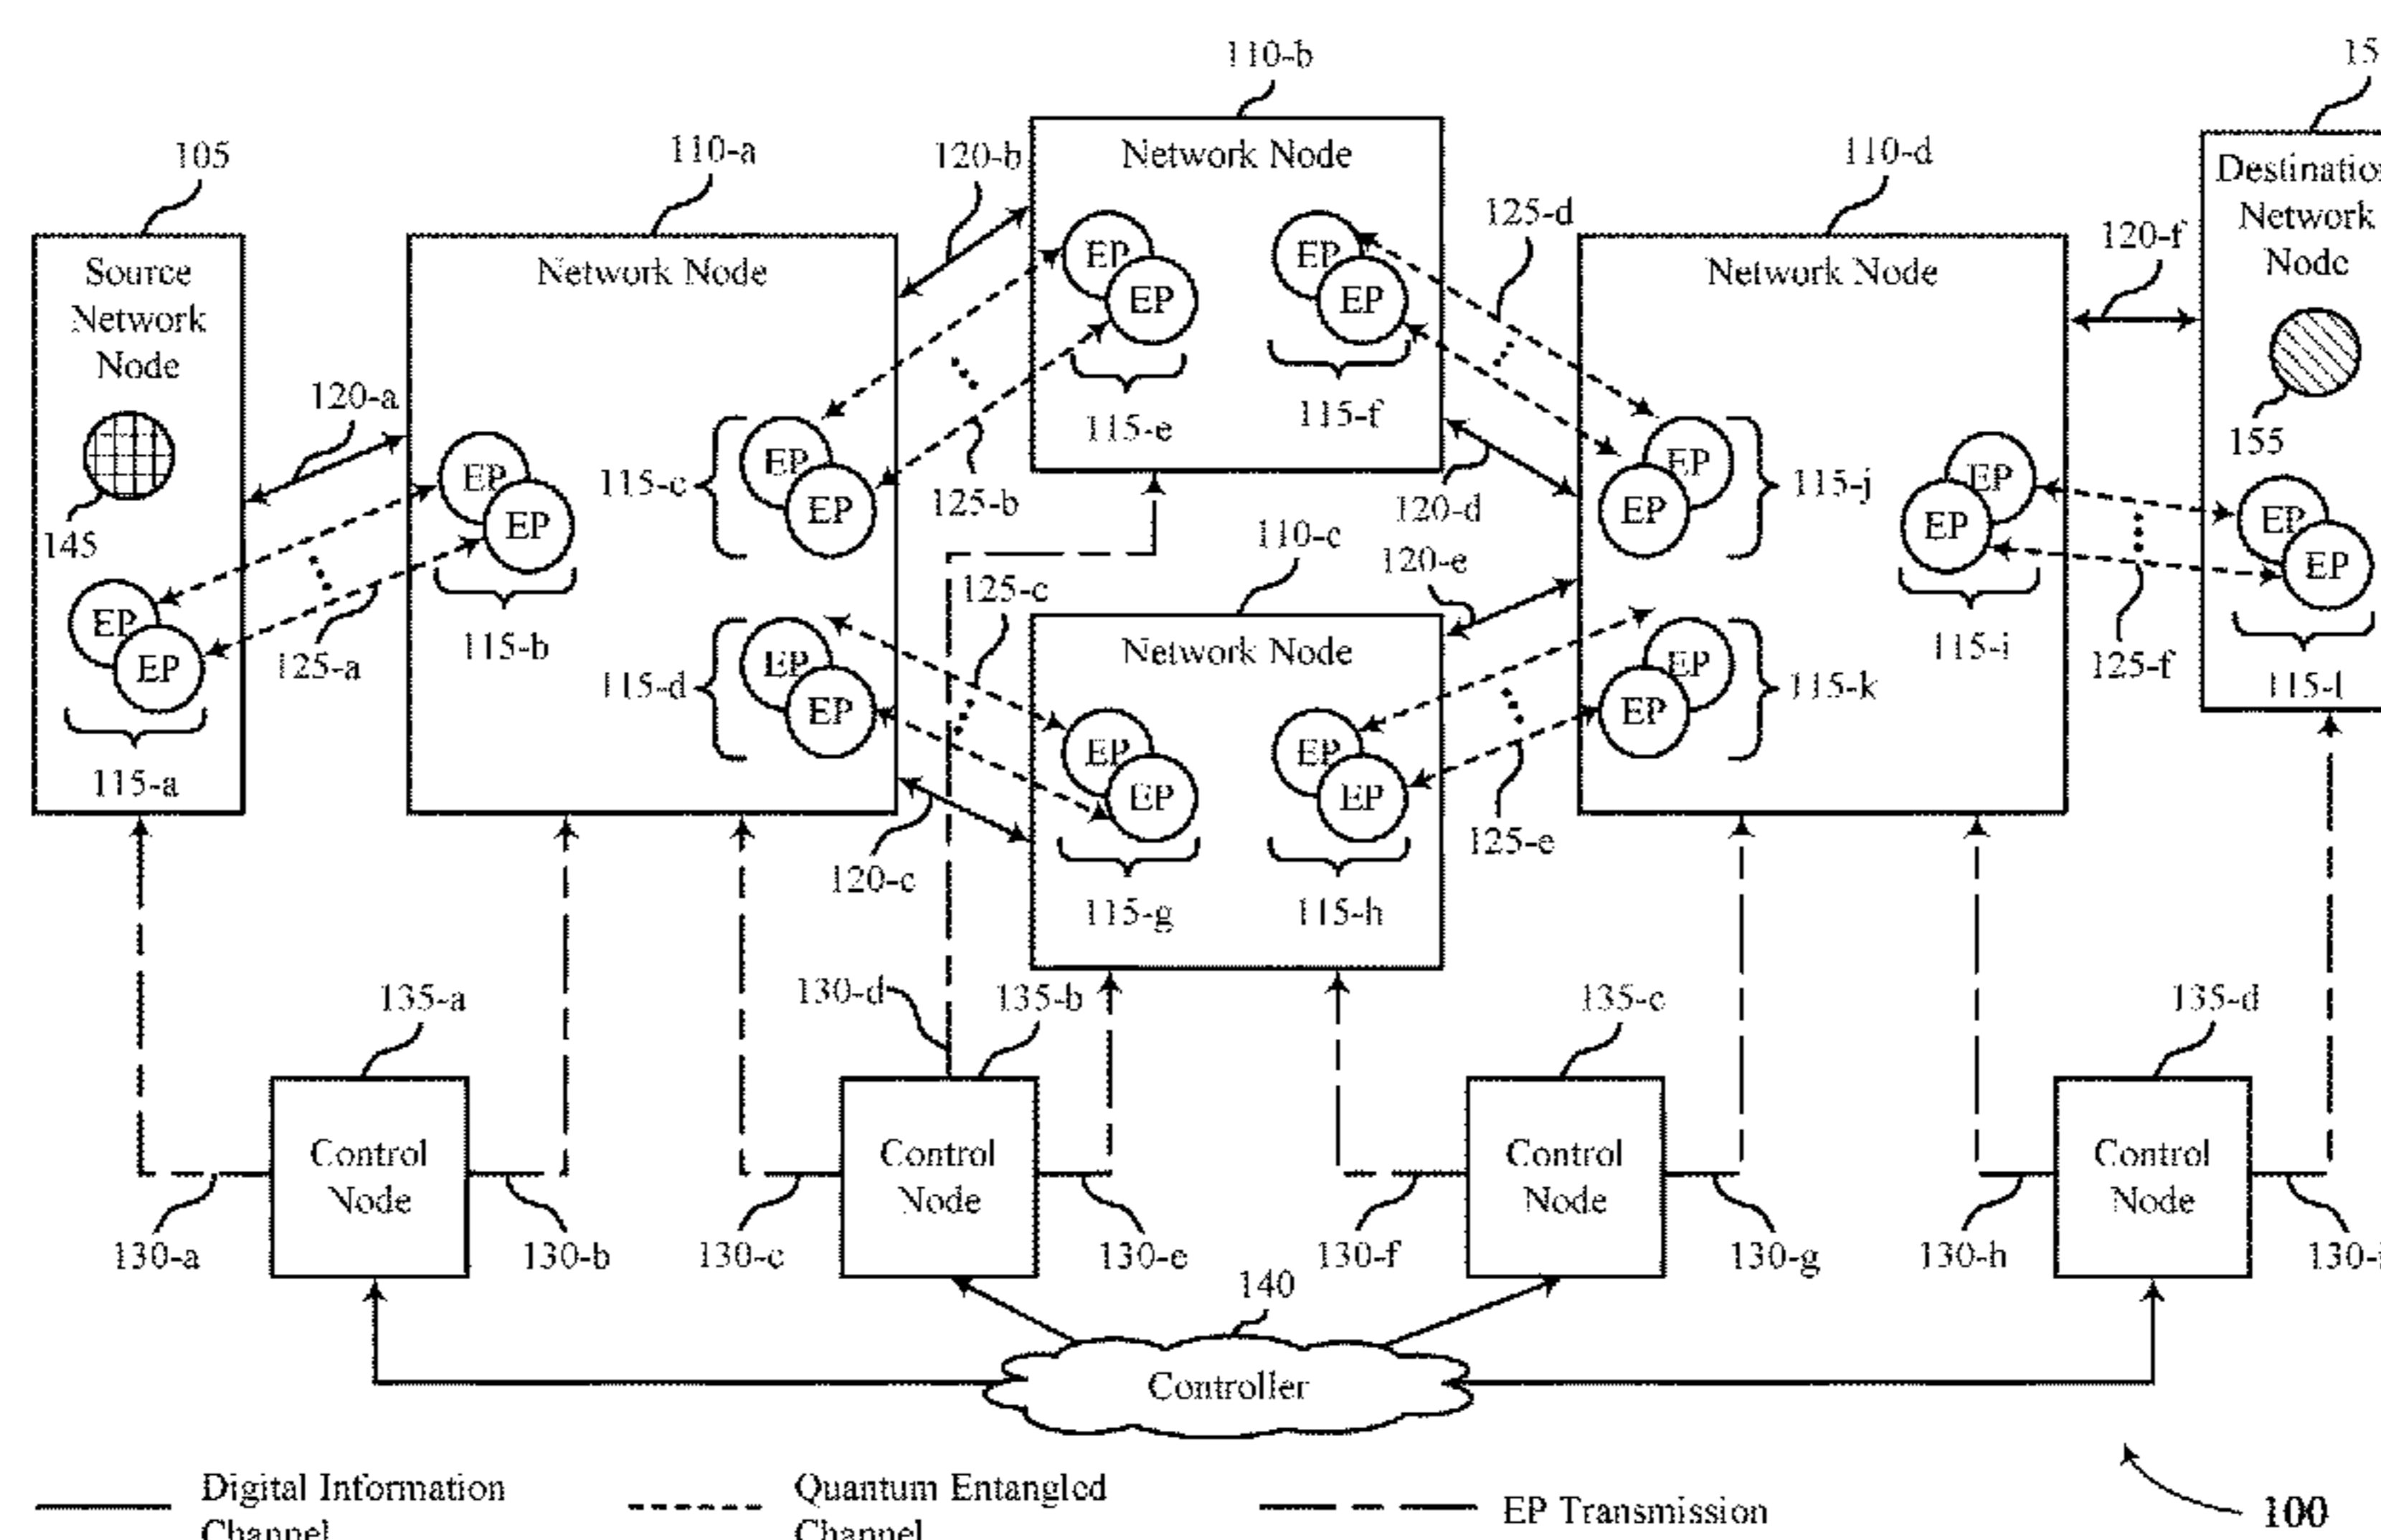 110-b
15
105
110-a
120-b
Network Node
110-d
Destination
Network
Node
125-d
120-f
Source
Network
Node
Network Node
EP
EP
EP
EP
Network Node
120-a
115-e
115-f
155
145
EP
EP
115-c
EP
EP
125-b
120-d
EP
EP
115-j
EP
EP
EP
EP
110-c
120-e
125-c
EP
EP
115-a
125-a
115-b
115-d
EP
EP
Network Node
EP
EP
115-k
115-i
125-f
115-l
EP
EP
EP
EP
120-c
125-e
115-g
115-h
135-a
130-d
135-b
135-c
135-d
Control
Node
Control
Node
Control
Node
Control
Node
130-a
130-b
130-c
130-e
130-f
130-g
130-h
130-i
140
Controller
Digital Information
Channel
Quantum Entangled
Channel
EP Transmission
100